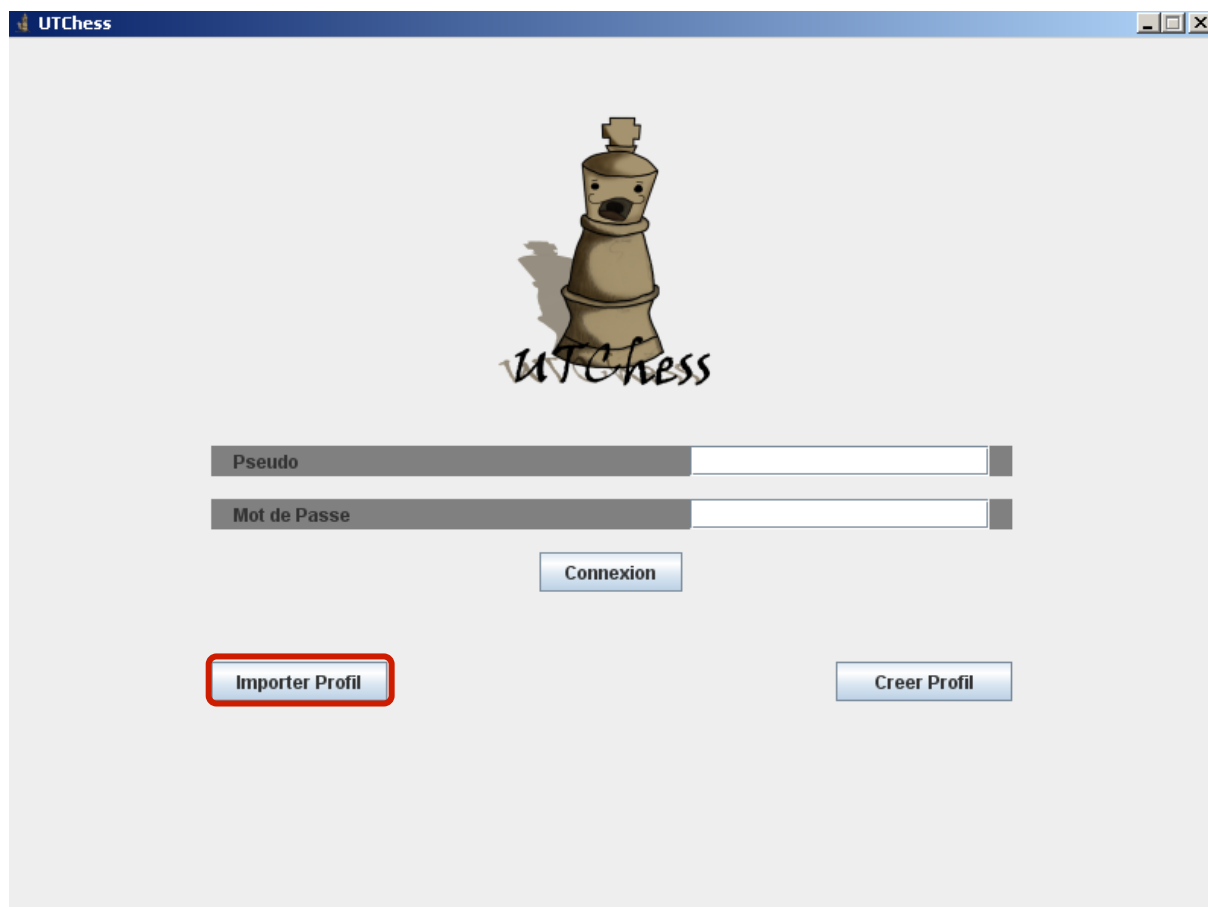 UTChess
UTChess
Pseudo
Mot de Passe
Connexion
Importer Profil
Creer Profil